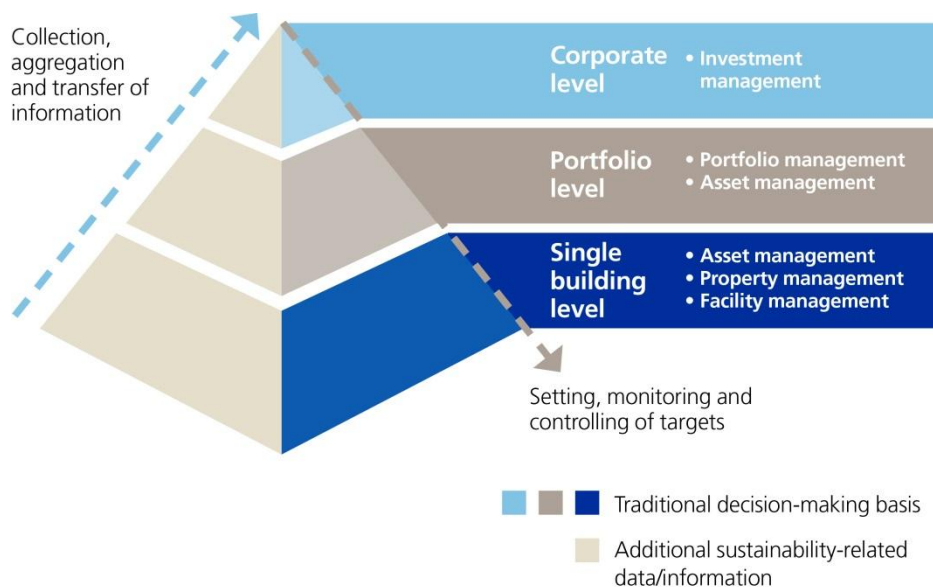 Collection,
aggregation
and transfer of
information
Corporate
level
• Investment
management
Portfolio
level
• Portfolio management
• Asset management
Single
building
level
• Asset management
• Property management
• Facility management
Setting, monitoring and
controlling of targets
Traditional decision-making basis
Additional sustainability-related
data/information